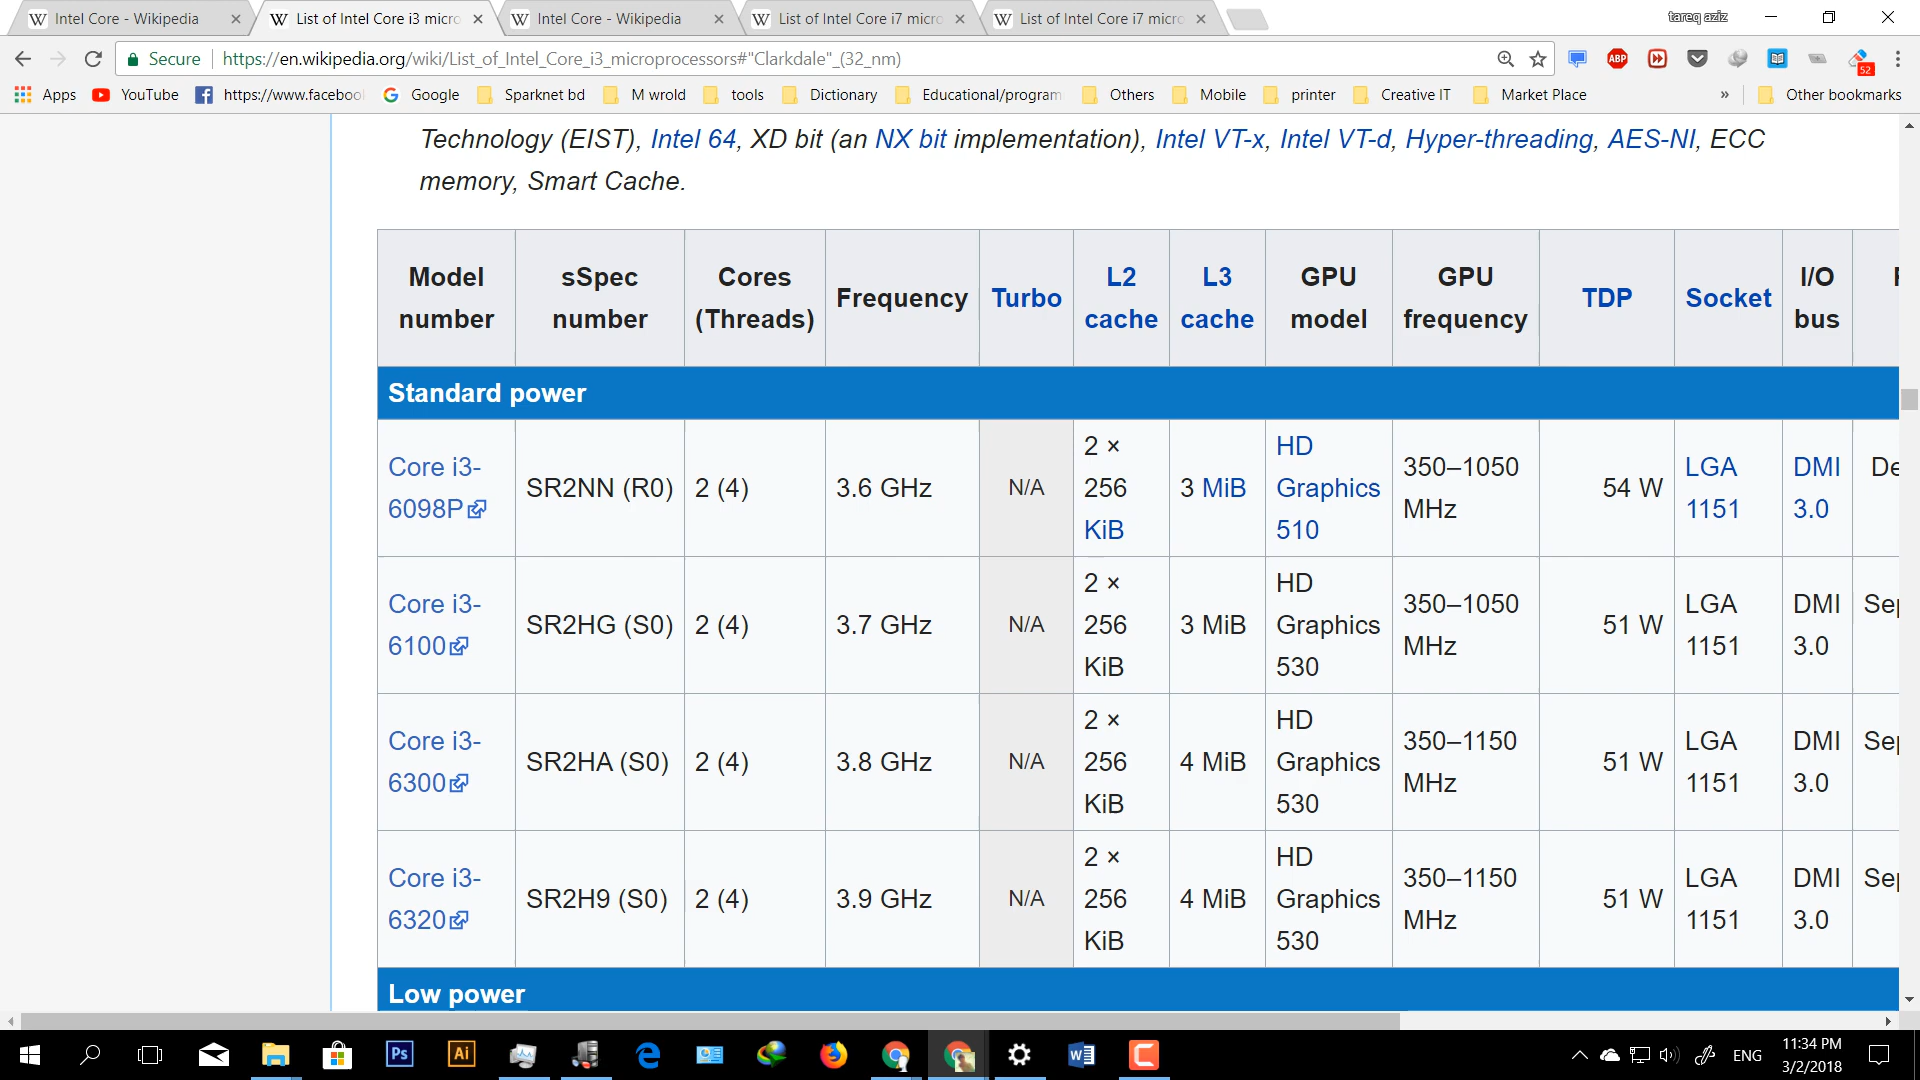 Intel Core - Wikipedia
List of Intel Core i3 micro
Intel Core - Wikipedia
List of Intel Core i7 micro
List of Intel Core i7 micro
tareq aziz
Secure
https://en.wikipedia.org/wiki/List_of_Intel_Core_i3_microprocessors#"Clarkdale"_(32_nm)
ABP
52
Apps
YouTube
https://www.faceboo
Google
Sparknet bd
M wrold
tools
Dictionary
Educational/program
Others
Mobile
printer
Creative IT
Market Place
»
Other bookmarks
Technology (EIST), Intel 64, XD bit (an NX bit implementation), Intel VT-x, Intel VT-d, Hyper-threading, AES-NI, ECC
memory, Smart Cache.
Model number
sSpec number
Cores (Threads)
Frequency
Turbo
L2 cache
L3 cache
GPU model
GPU frequency
TDP
Socket
I/O bus
Standard power
Core i3-6098P
SR2NN (R0)
2 (4)
3.6 GHz
N/A
2 × 256 KiB
3 MiB
HD Graphics 510
350–1050 MHz
54 W
LGA 1151
DMI 3.0
De
Core i3-6100
SR2HG (S0)
2 (4)
3.7 GHz
N/A
2 × 256 KiB
3 MiB
HD Graphics 530
350–1050 MHz
51 W
LGA 1151
DMI 3.0
Sep
Core i3-6300
SR2HA (S0)
2 (4)
3.8 GHz
N/A
2 × 256 KiB
4 MiB
HD Graphics 530
350–1150 MHz
51 W
LGA 1151
DMI 3.0
Sep
Core i3-6320
SR2H9 (S0)
2 (4)
3.9 GHz
N/A
2 × 256 KiB
4 MiB
HD Graphics 530
350–1150 MHz
51 W
LGA 1151
DMI 3.0
Sep
Low power
Ps
Ai
ENG
11:34 PM
3/2/2018